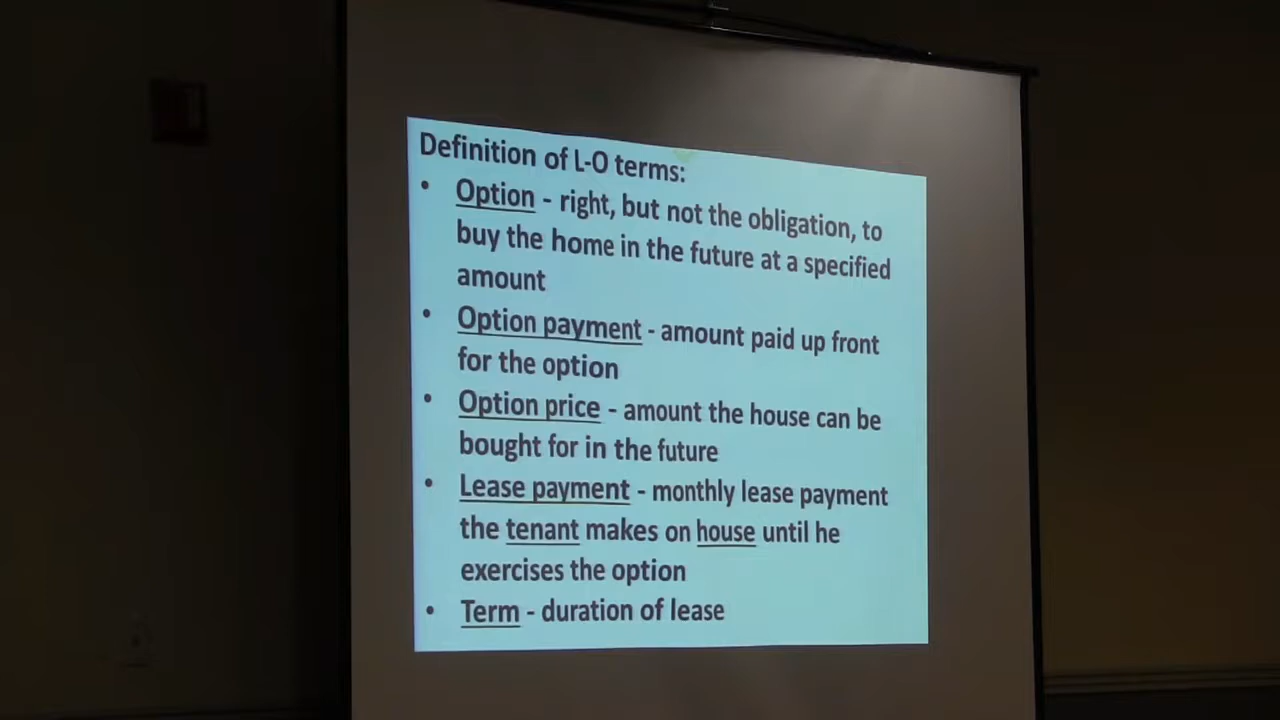 Definition of L-O terms:
• Option - right, but not the obligation, to
buy the home in the future at a specified
amount
• Option payment - amount paid up front
for the option
• Option price - amount the house can be
bought for in the future
• Lease payment - monthly lease payment
the tenant makes on house until he
exercises the option
• Term - duration of lease